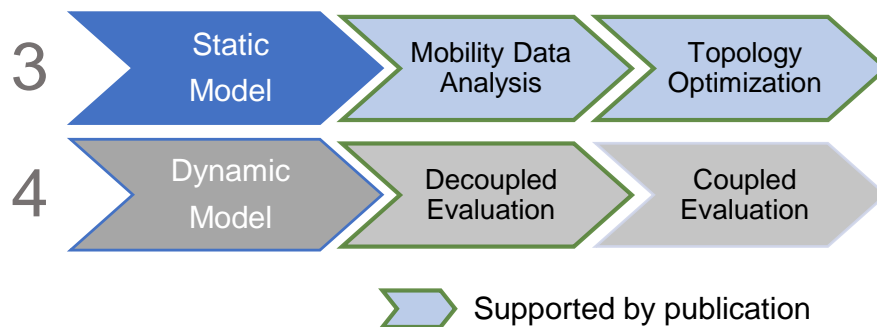 3
Static
Model
Mobility Data
Analysis
Topology
Optimization
4
Dynamic
Model
Decoupled
Evaluation
Coupled
Evaluation
Supported by publication